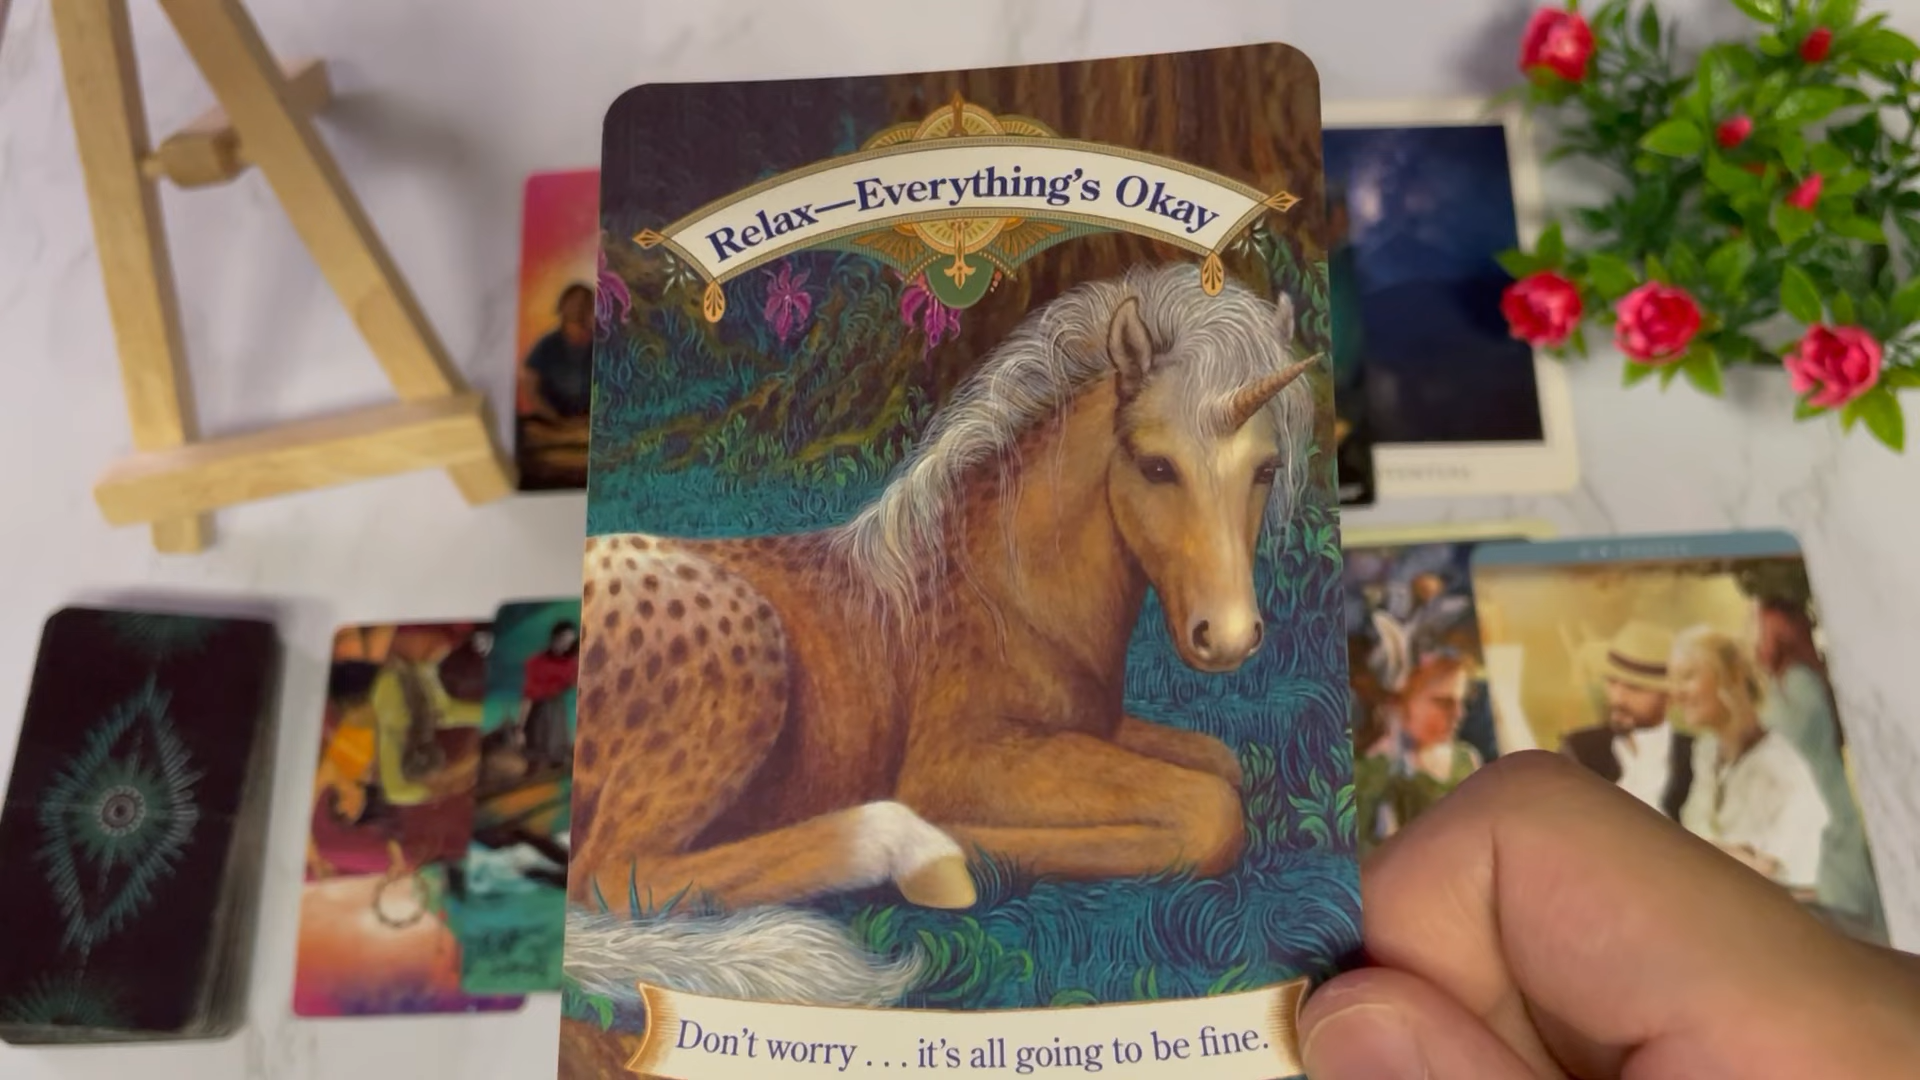 Relax—Everything's Okay
Don't worry . . . it's all going to be fine.